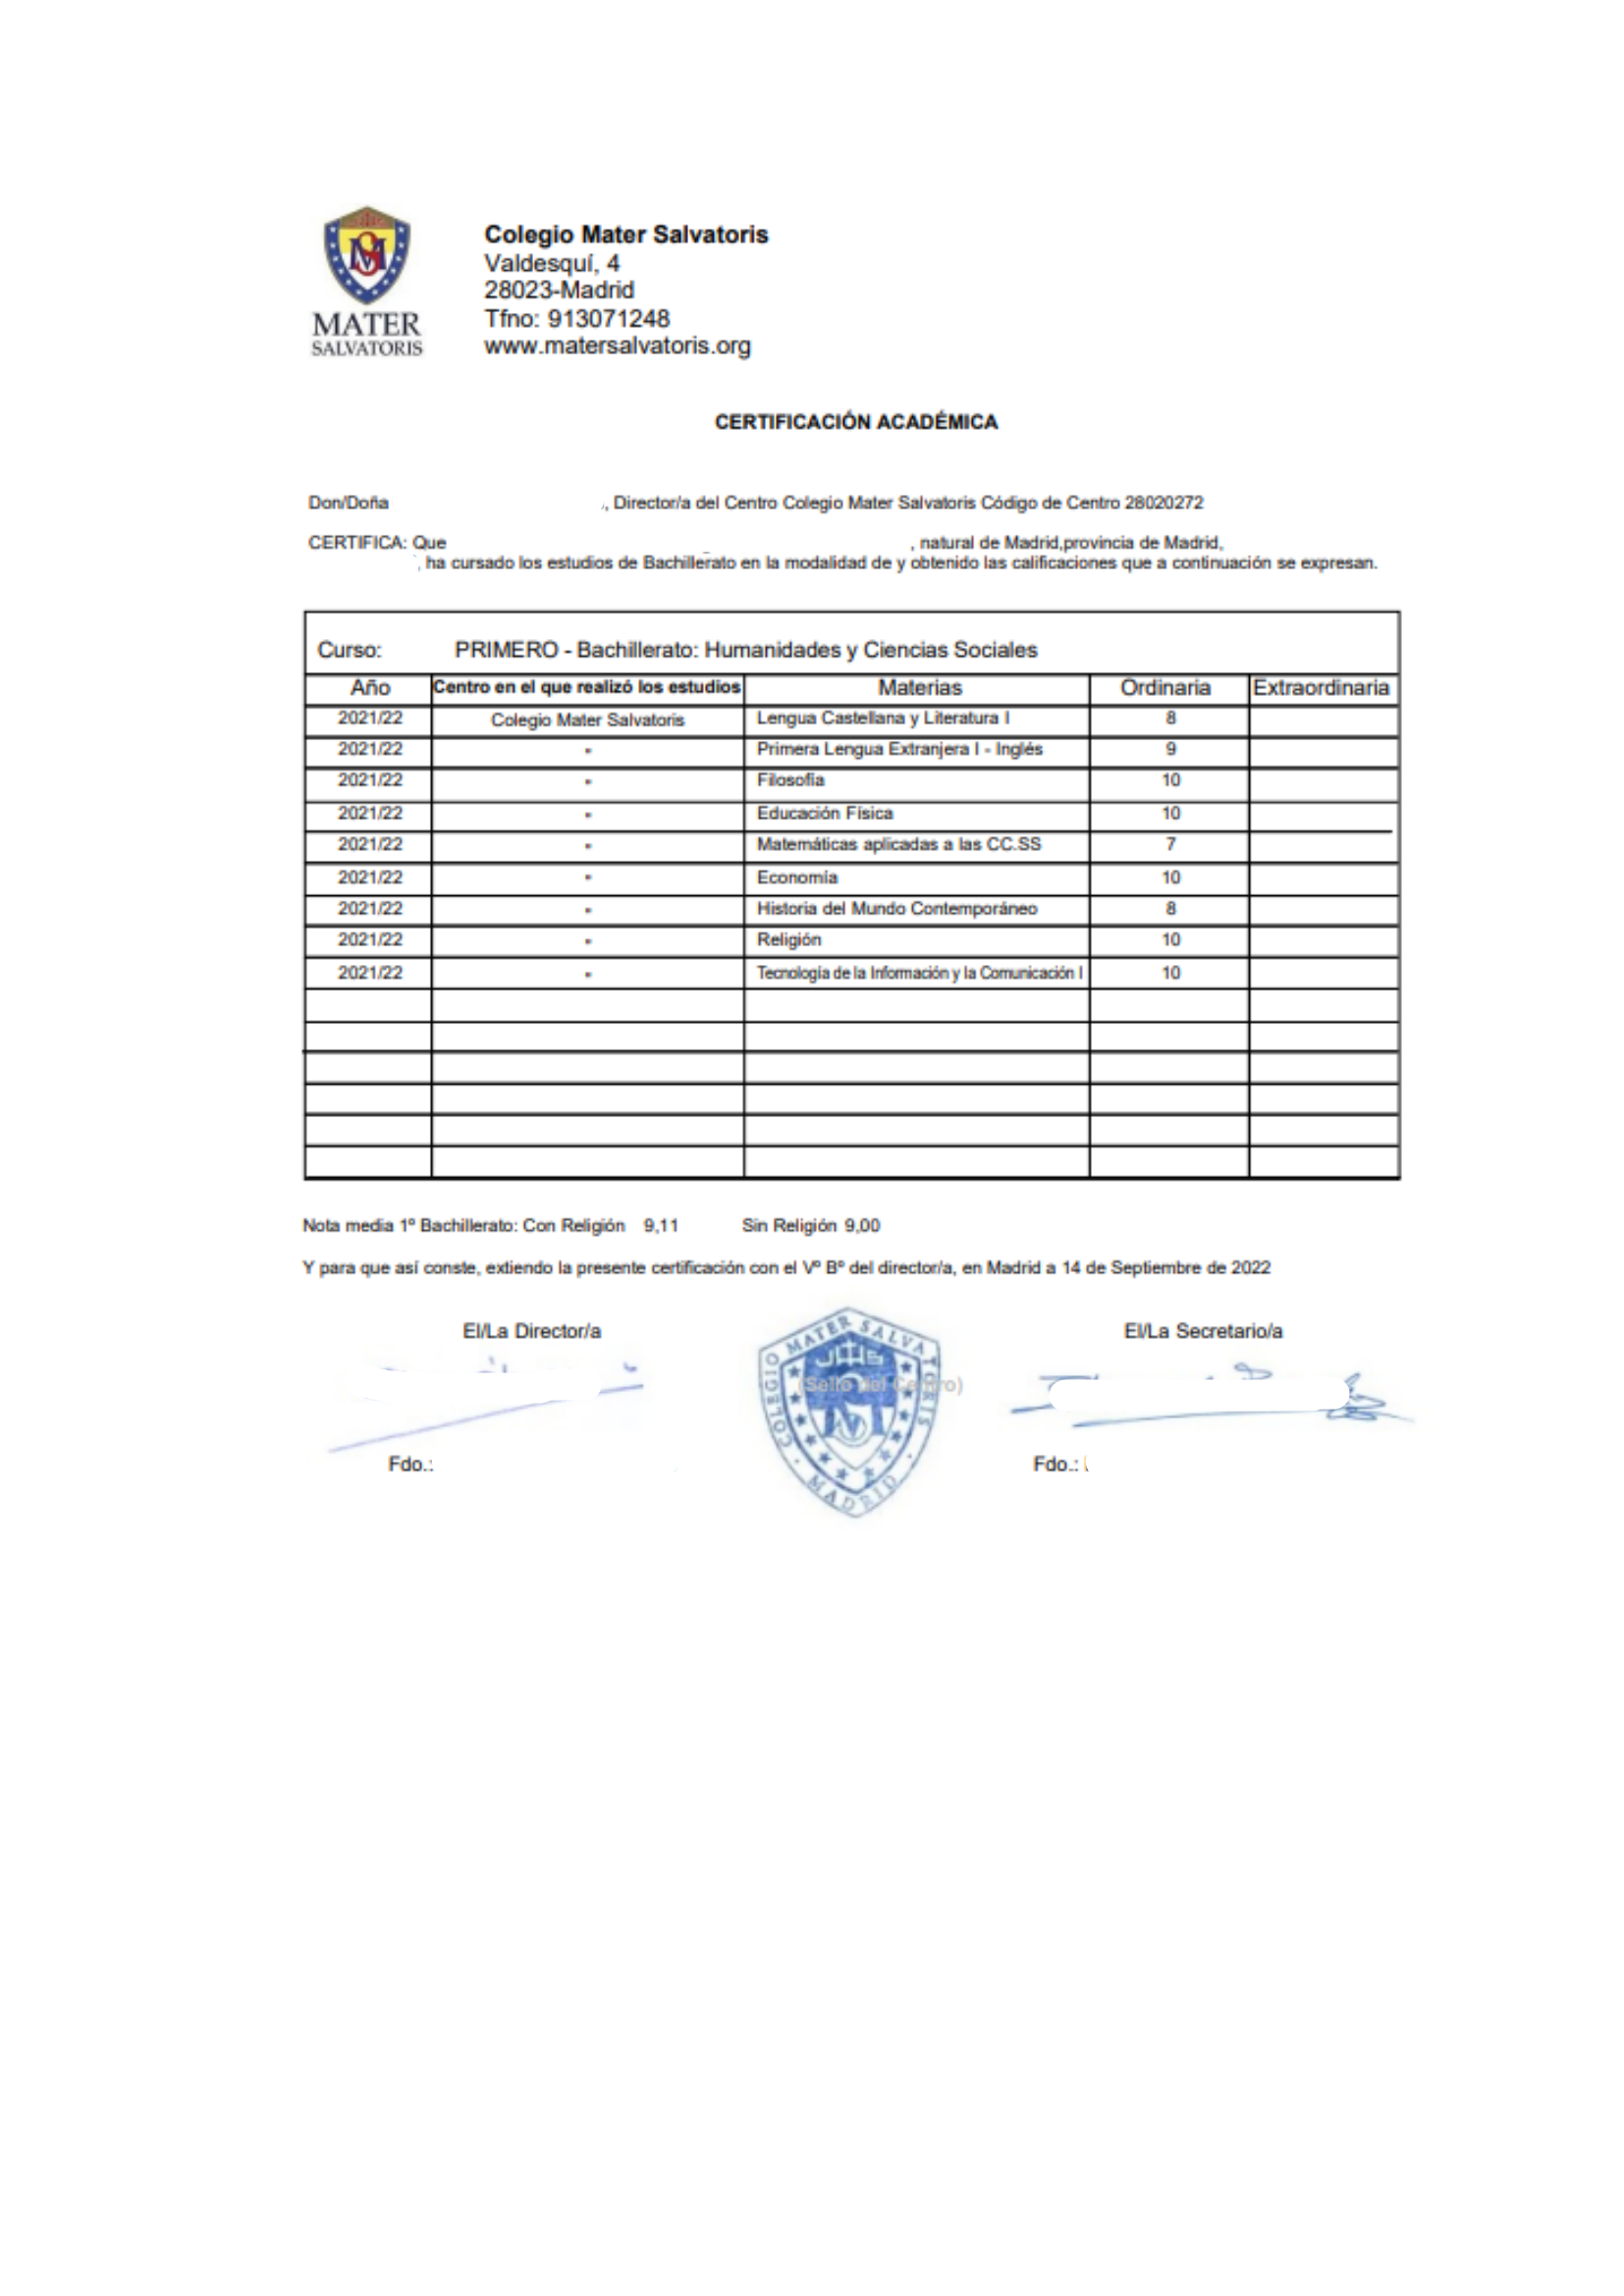 MATER
SALVATORIS
Colegio Mater Salvatoris
Valdesquí, 4
28023-Madrid
Tfno: 913071248
www.matersalvatoris.org
CERTIFICACIÓN ACADÉMICA
Don/Doña , Director/a del Centro Colegio Mater Salvatoris Código de Centro 28020272
CERTIFICA: Que , natural de Madrid,provincia de Madrid,
, ha cursado los estudios de Bachillerato en la modalidad de y obtenido las calificaciones que a continuación se expresan.
Curso: PRIMERO - Bachillerato: Humanidades y Ciencias Sociales
Año Centro en el que realizó los estudios Materias Ordinaria Extraordinaria
2021/22 Colegio Mater Salvatoris Lengua Castellana y Literatura I 8
2021/22 " Primera Lengua Extranjera I - Inglés 9
2021/22 " Filosofía 10
2021/22 " Educación Física 10
2021/22 " Matemáticas aplicadas a las CC.SS 7
2021/22 " Economía 10
2021/22 " Historia del Mundo Contemporáneo 8
2021/22 " Religión 10
2021/22 " Tecnología de la Información y la Comunicación I 10
Nota media 1º Bachillerato: Con Religión 9,11 Sin Religión 9,00
Y para que así conste, extiendo la presente certificación con el Vº Bº del director/a, en Madrid a 14 de Septiembre de 2022
El/La Director/a El/La Secretario/a
COLEGIO MATER SALVATORIS · MADRID ·
(Sello del Centro)
Fdo.: Fdo.: